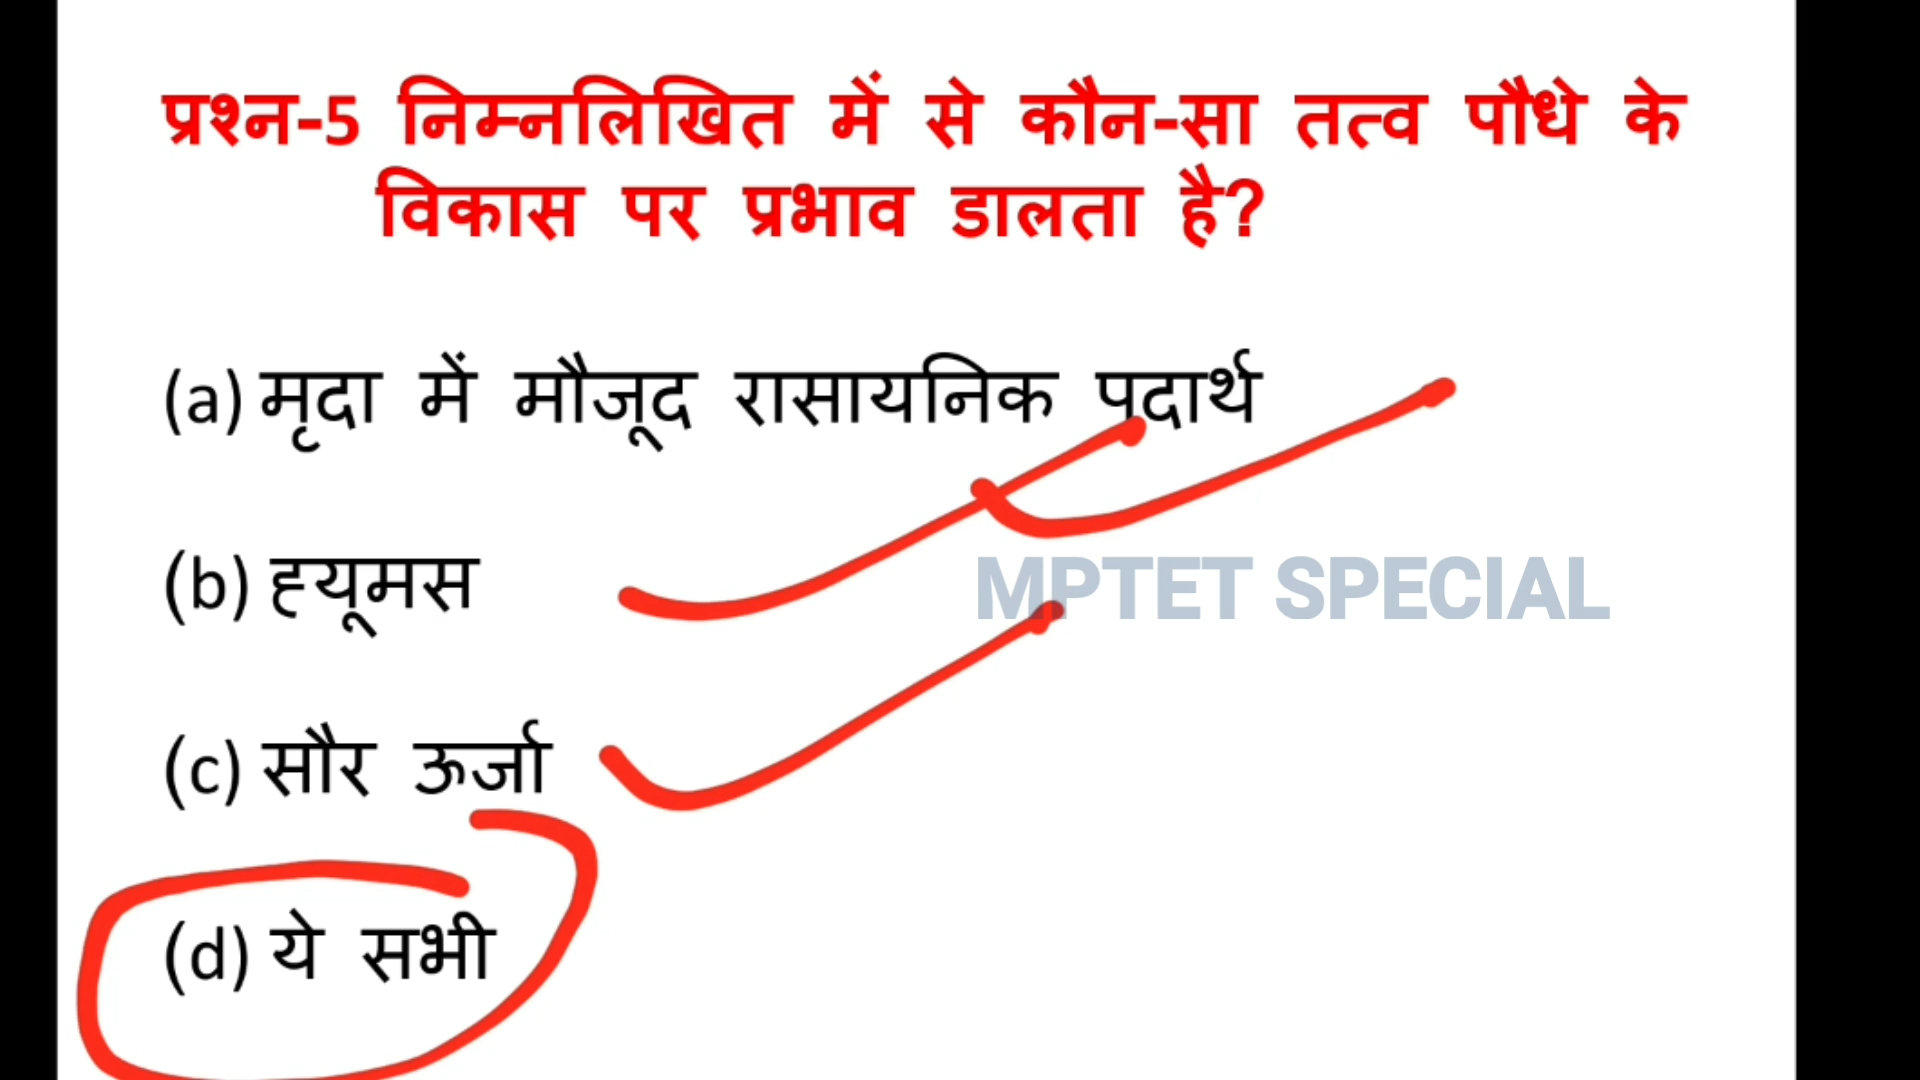 प्रश्न-5 निम्नलिखित में से कौन-सा तत्व पौधे के
विकास पर प्रभाव डालता है?
(a) मृदा में मौजूद रासायनिक पदार्थ
(b) ह्यूमस
MPTET SPECIAL
(c) सौर ऊर्जा
(d) ये सभी